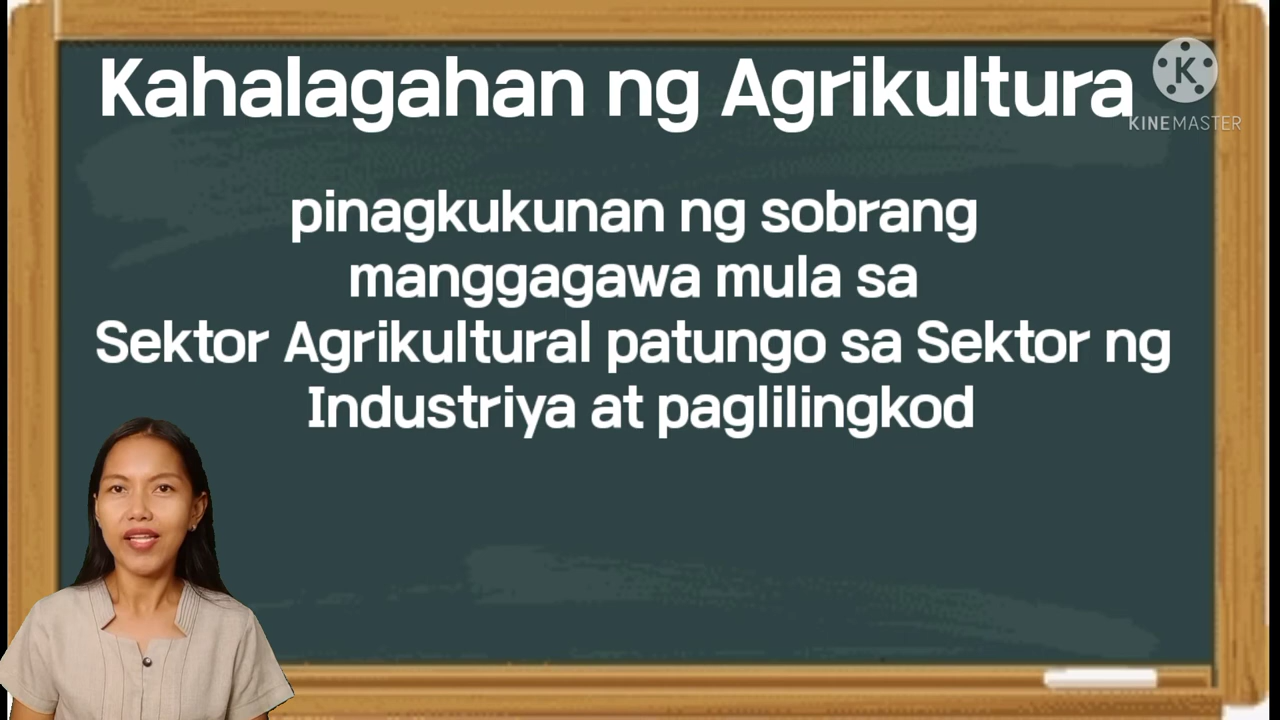 Kahalagahan ng Agrikultura
K
KINEMASTER
pinagkukunan ng sobrang
manggagawa mula sa
Sektor Agrikultural patungo sa Sektor ng
Industriya at paglilingkod